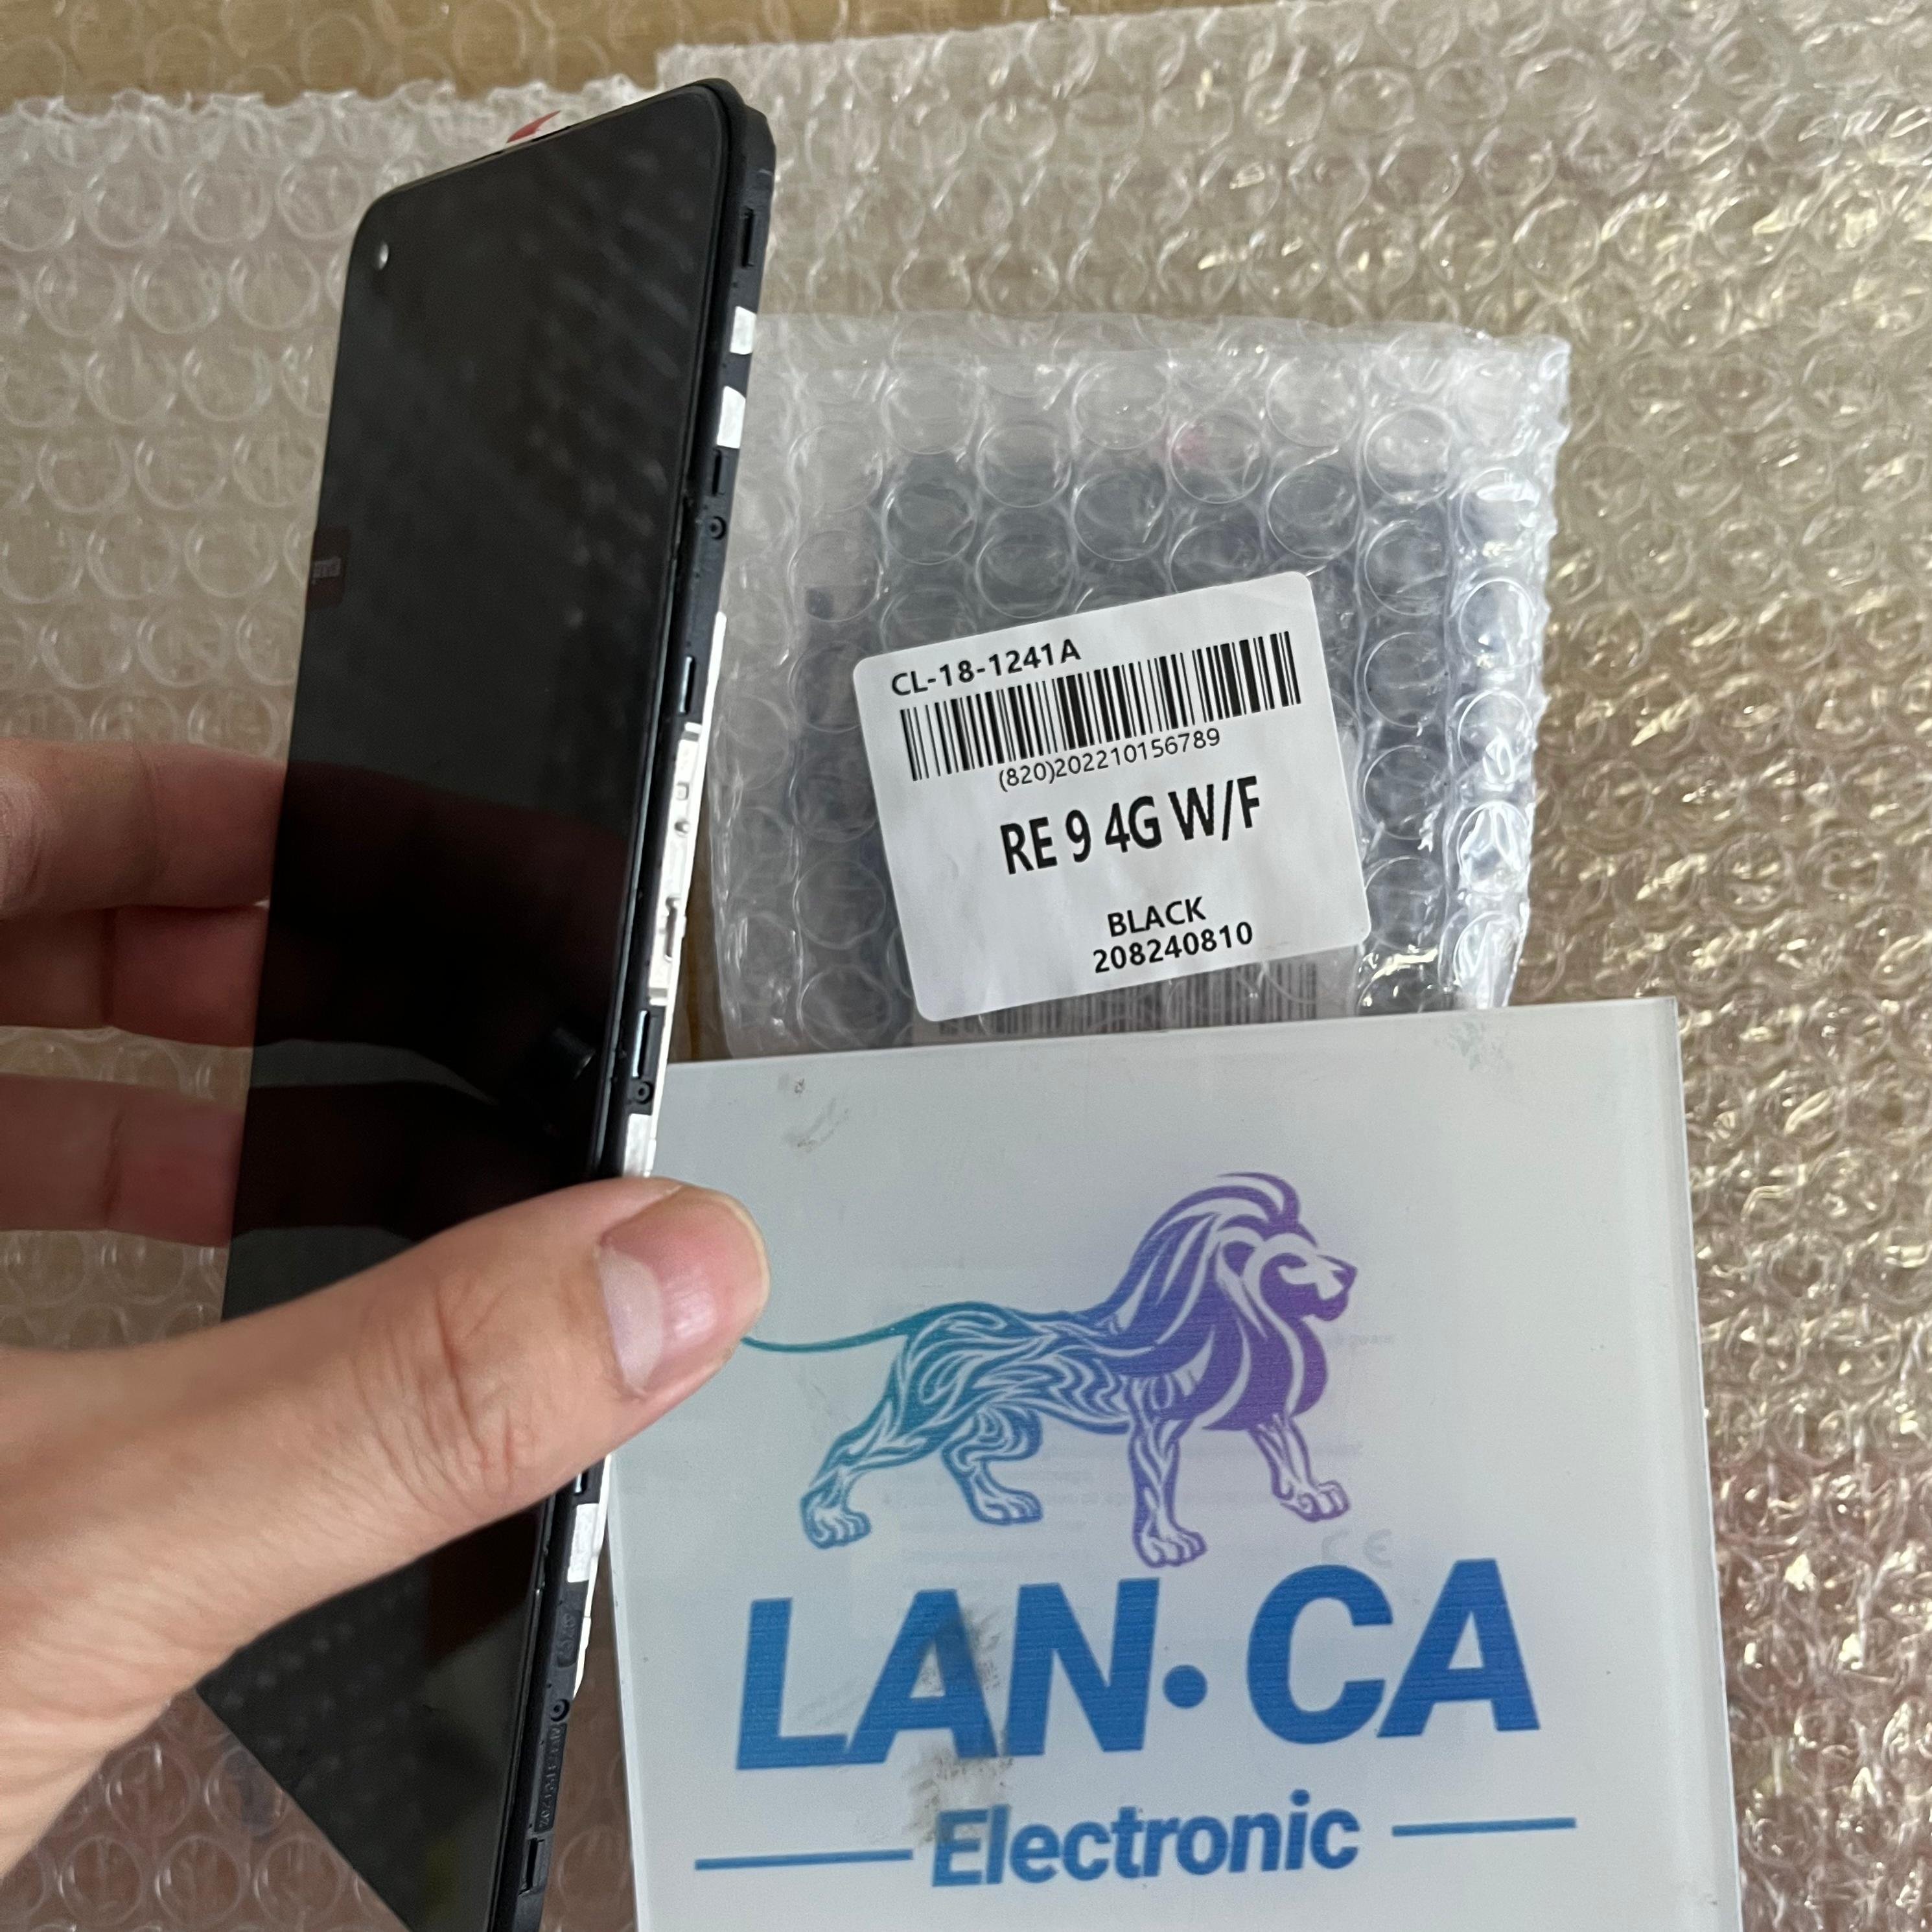 CL-18-1241A
(820)202210156789
RE 9 4G W/F
BLACK
208240810
LAN·CA
Electronic